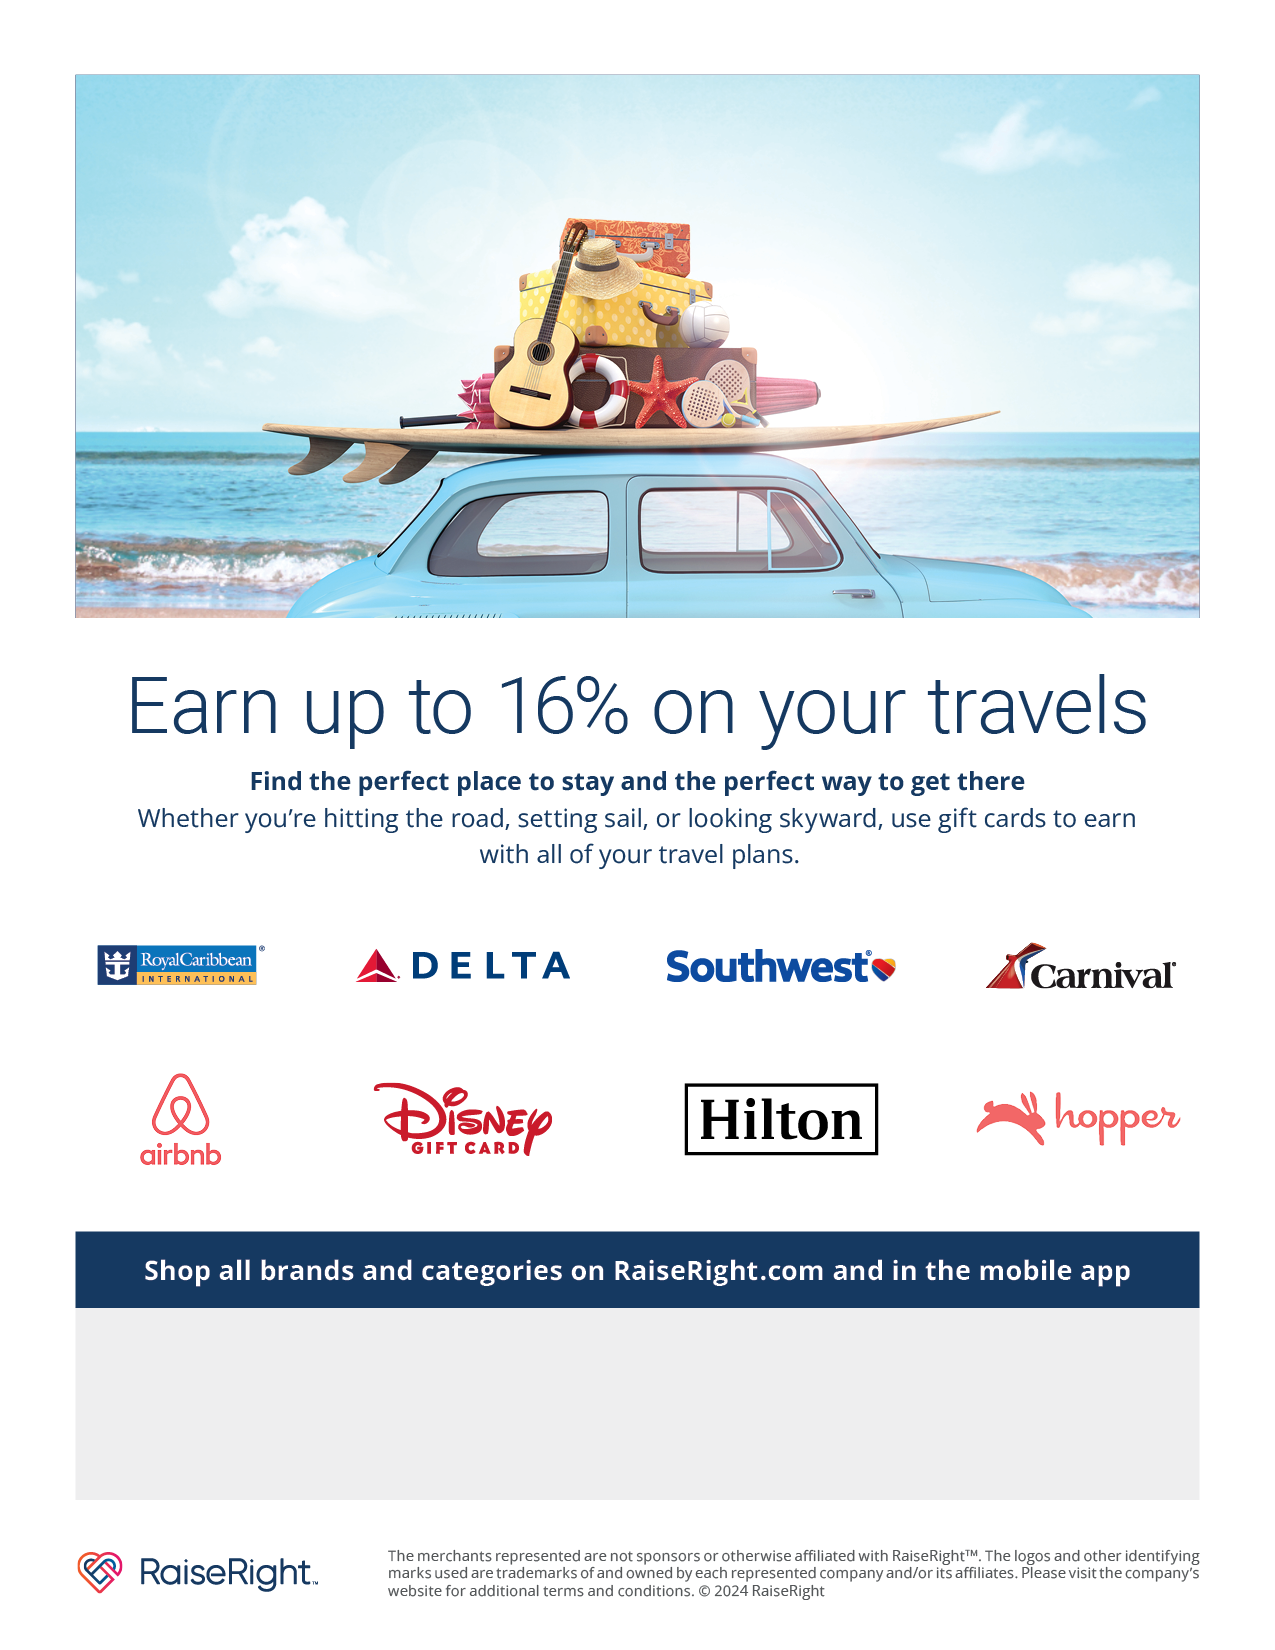 Earn up to 16% on your travels
Find the perfect place to stay and the perfect way to get there
Whether you’re hitting the road, setting sail, or looking skyward, use gift cards to earn
with all of your travel plans.
RoyalCaribbean®
INTERNATIONAL
DELTA
Southwest®
Carnival®
airbnb
Disney
GIFT CARD
Hilton
hopper
Shop all brands and categories on RaiseRight.com and in the mobile app
RaiseRight™
The merchants represented are not sponsors or otherwise affiliated with RaiseRight™. The logos and other identifying
marks used are trademarks of and owned by each represented company and/or its affiliates. Please visit the company’s
website for additional terms and conditions. © 2024 RaiseRight